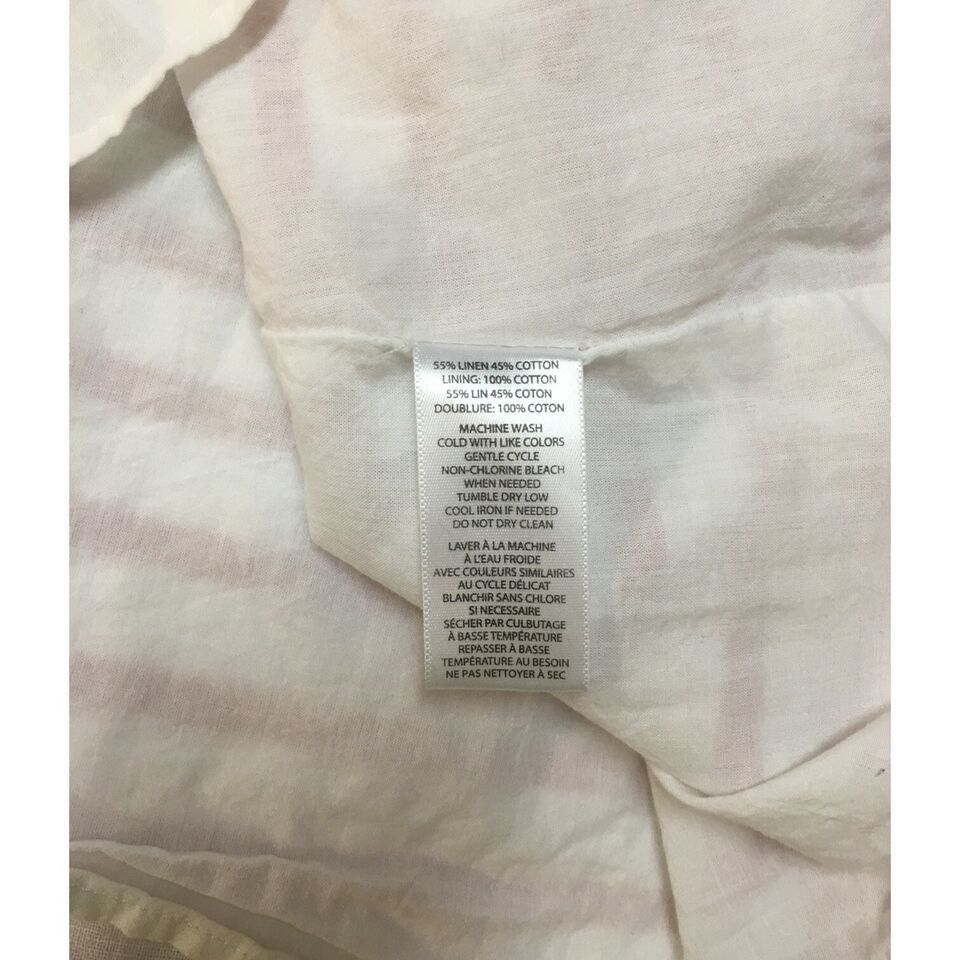 55% LINEN 45% COTTON
LINING: 100% COTTON
55% LIN 45% COTON
DOUBLURE: 100% COTON
MACHINE WASH
COLD WITH LIKE COLORS
GENTLE CYCLE
NON-CHLORINE BLEACH
WHEN NEEDED
TUMBLE DRY LOW
COOL IRON IF NEEDED
DO NOT DRY CLEAN
LAVER À LA MACHINE
À L'EAU FROIDE
AVEC COULEURS SIMILAIRES
AU CYCLE DÉLICAT
BLANCHIR SANS CHLORE
SI NECESSAIRE
SÉCHER PAR CULBUTAGE
À BASSE TEMPÉRATURE
REPASSER À BASSE
TEMPÉRATURE AU BESOIN
NE PAS NETTOYER À SEC